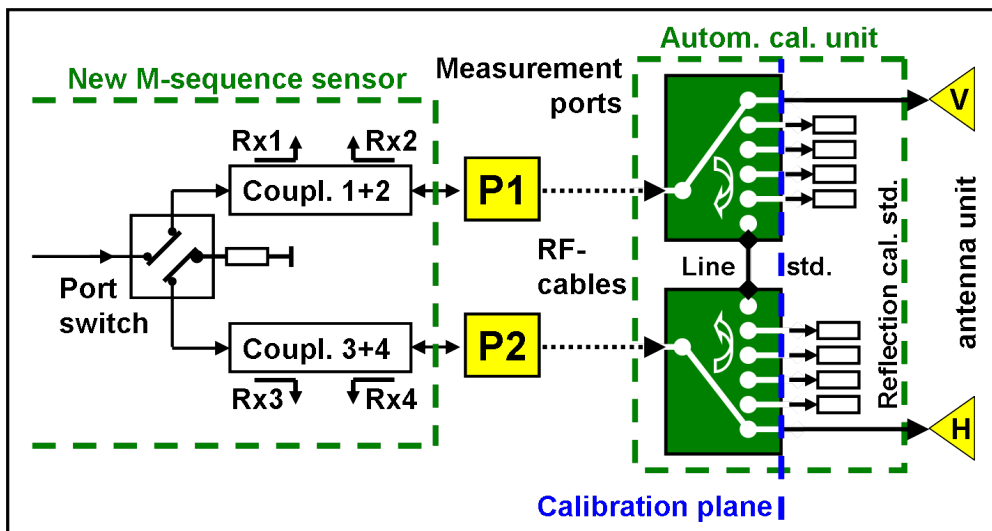 New M-sequence sensor
Measurement
ports
Autom. cal. unit
Rx1
Rx2
Coupl. 1+2
Port
switch
Coupl. 3+4
Rx3
Rx4
P1
P2
RF-
cables
Line
std.
Reflection cal. std.
V
H
antenna unit
Calibration plane